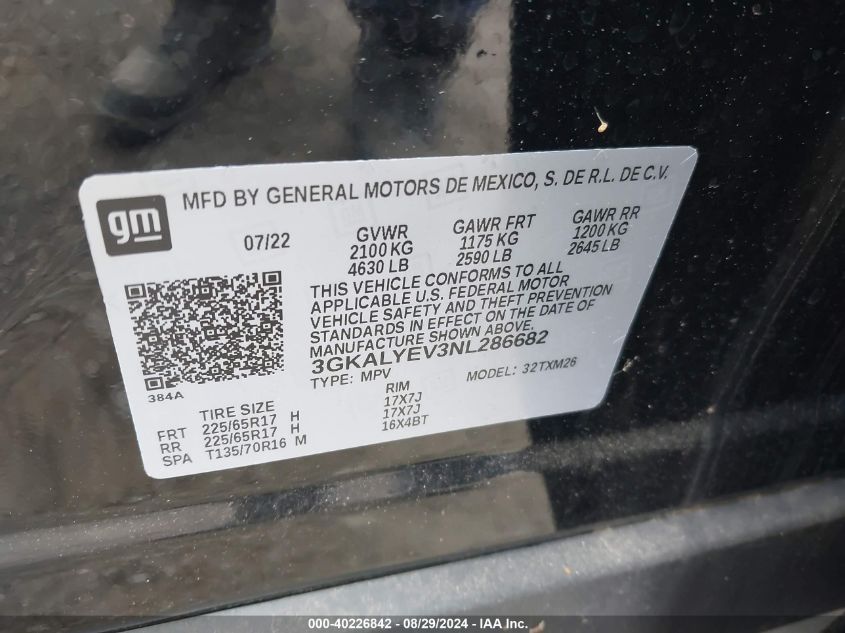 MFD BY GENERAL MOTORS DE MEXICO, S. DE R.L. DE C.V.
gm
07/22
GVWR GAWR FRT GAWR RR
2100 KG 1175 KG 1200 KG
4630 LB 2590 LB 2645 LB
THIS VEHICLE CONFORMS TO ALL
APPLICABLE U.S. FEDERAL MOTOR
VEHICLE SAFETY AND THEFT PREVENTION
STANDARDS IN EFFECT ON THE DATE OF
MANUFACTURE SHOWN ABOVE.
3GKALYEV3NL286682
TYPE: MPV MODEL: 32TXM26
384A
TIRE SIZE RIM
FRT 225/65R17 H 17X7J
RR 225/65R17 H 17X7J
SPA T135/70R16 M 16X4BT
000-40226842 - 08/29/2024 - IAA Inc.